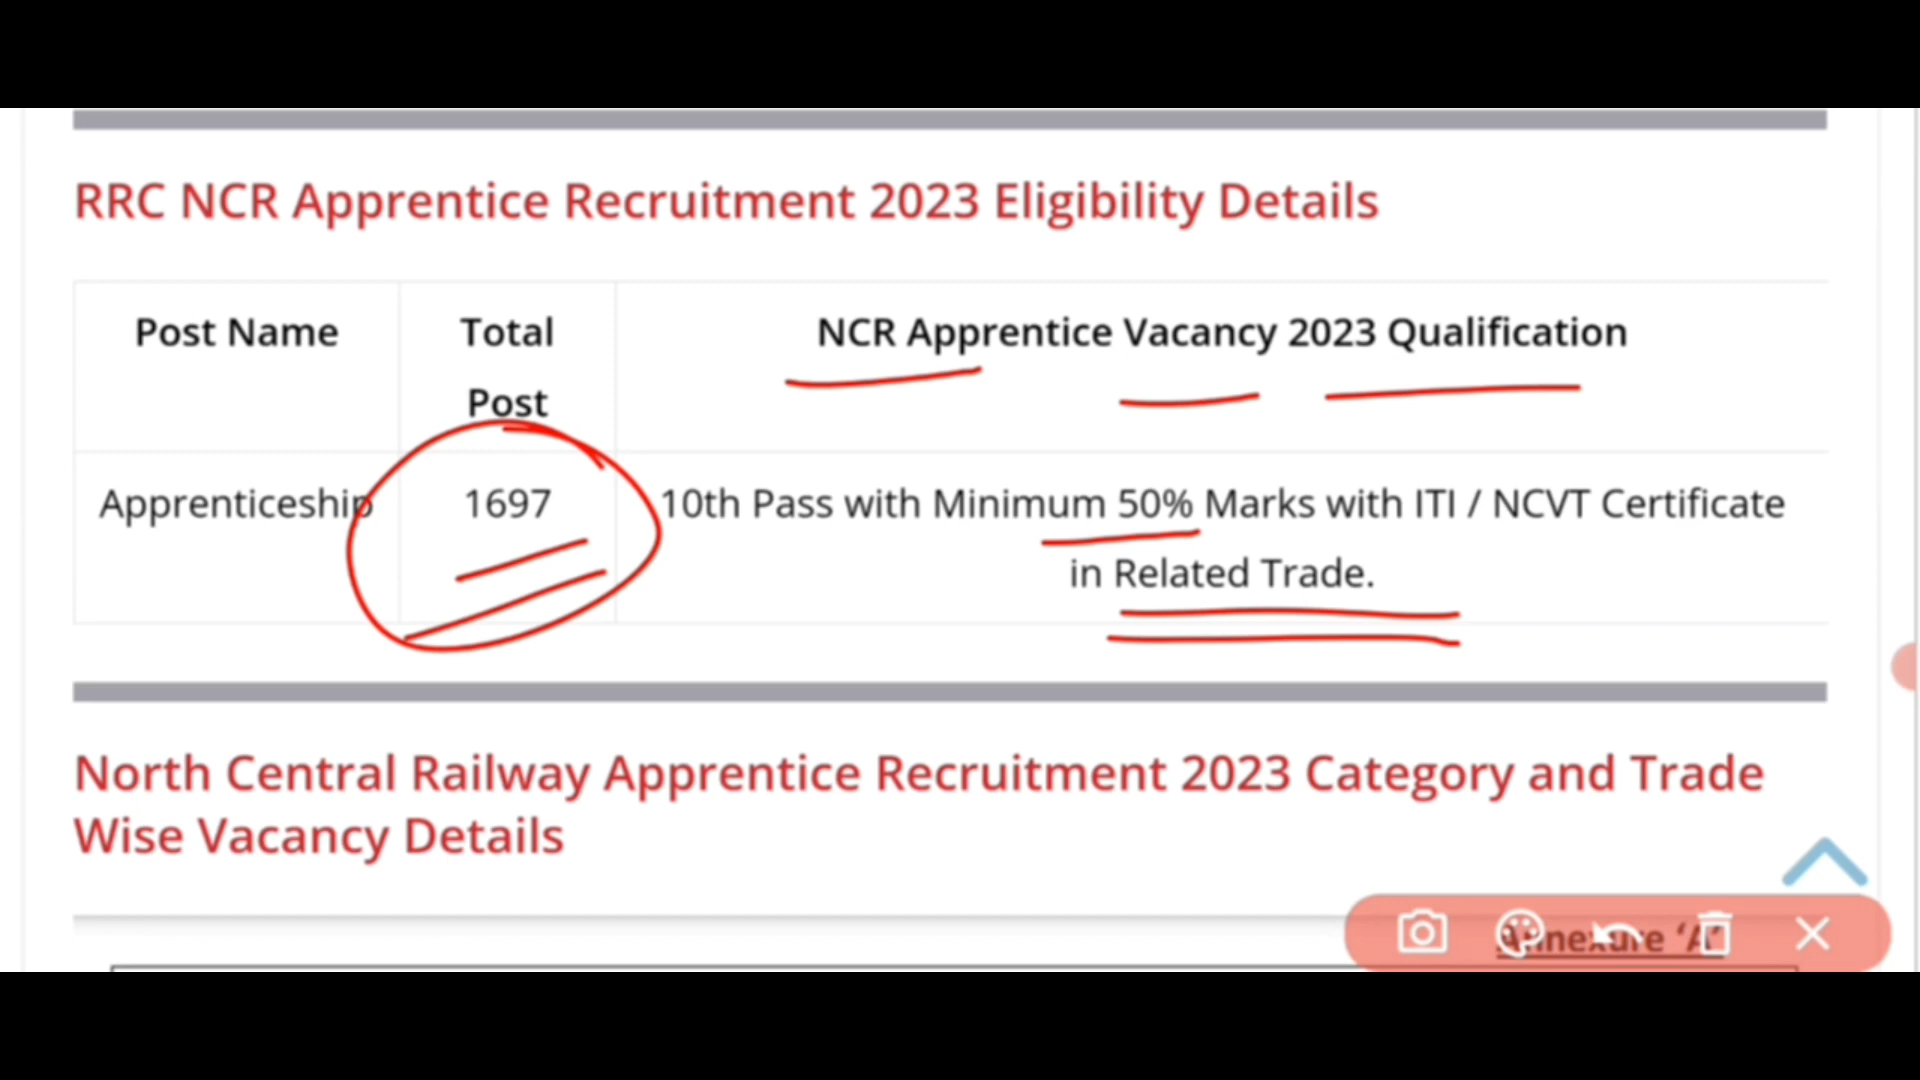 RRC NCR Apprentice Recruitment 2023 Eligibility Details
Post Name
Total
Post
NCR Apprentice Vacancy 2023 Qualification
Apprenticeship
1697
10th Pass with Minimum 50% Marks with ITI / NCVT Certificate
in Related Trade.
North Central Railway Apprentice Recruitment 2023 Category and Trade
Wise Vacancy Details
Annexure ‘A’